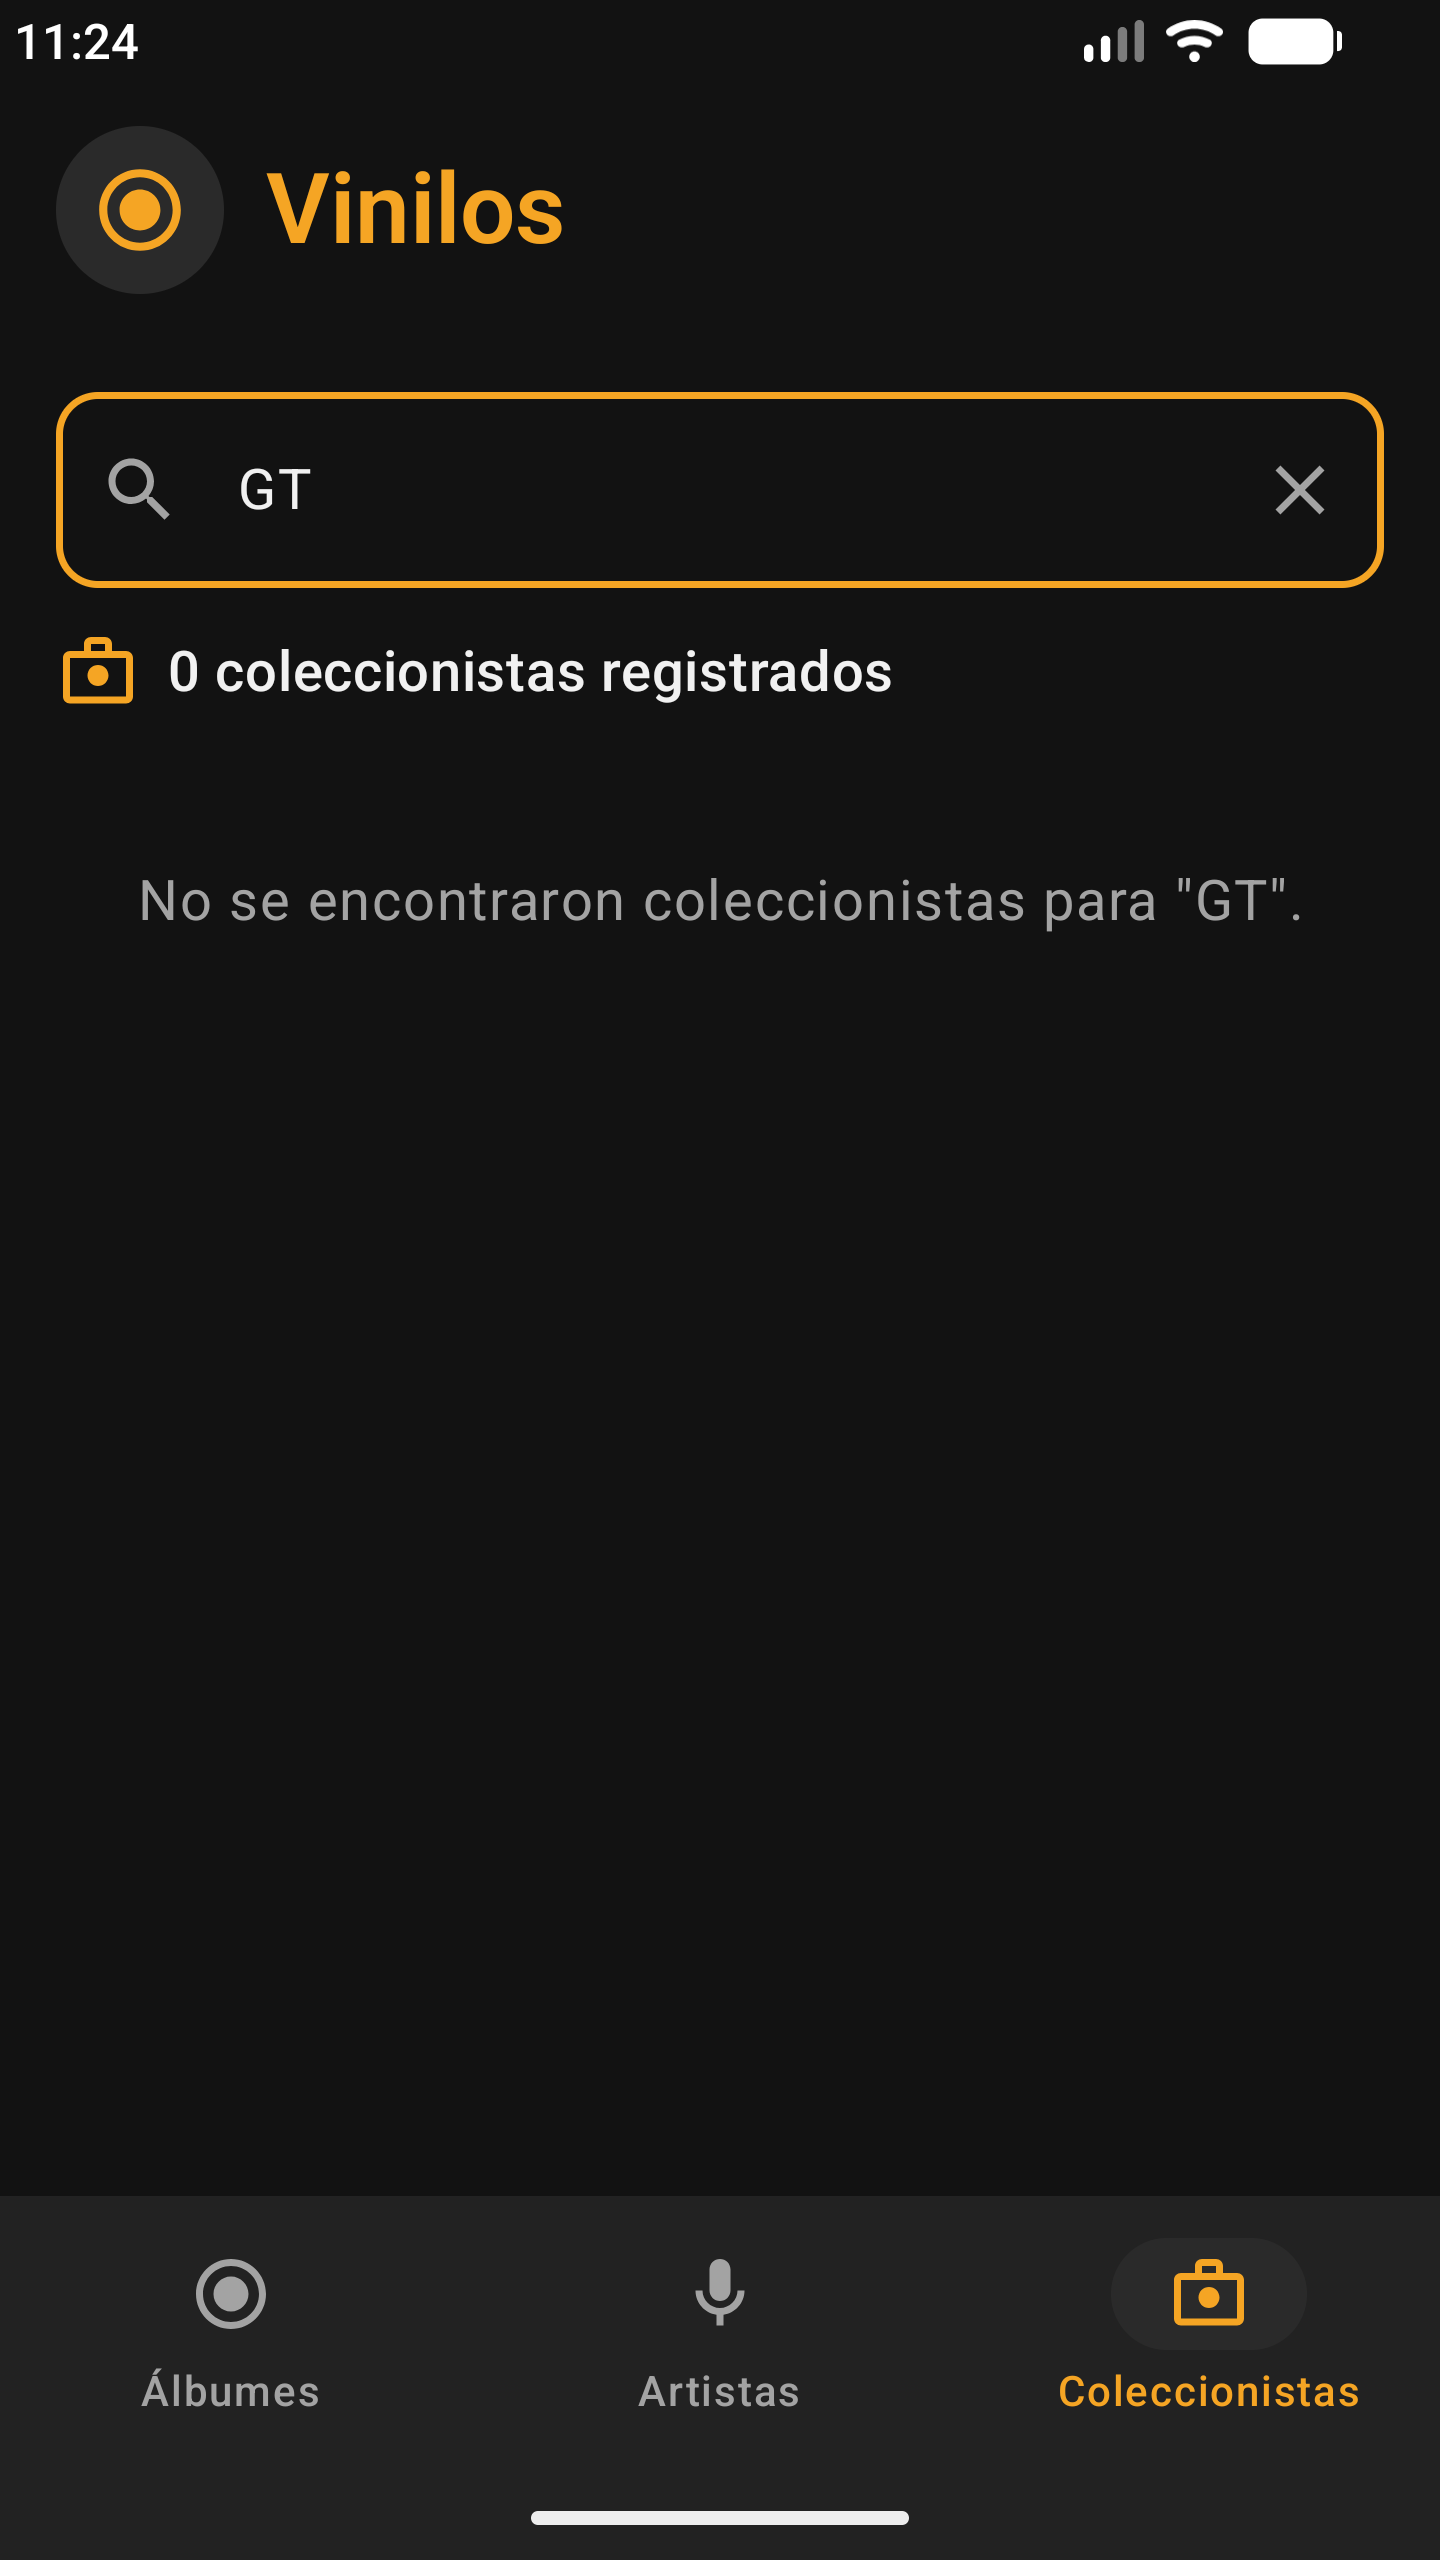 11:24
Vinilos
GT
0 coleccionistas registrados
No se encontraron coleccionistas para "GT".
Álbumes
Artistas
Coleccionistas